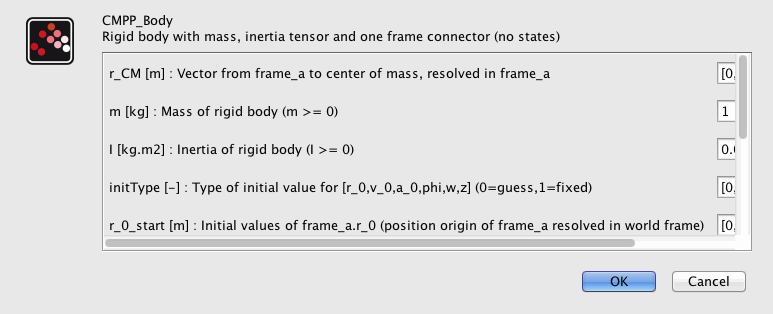 CMPP_Body
Rigid body with mass, inertia tensor and one frame connector (no states)
r_CM [m] : Vector from frame_a to center of mass, resolved in frame_a [0,
m [kg] : Mass of rigid body (m >= 0) 1
I [kg.m2] : Inertia of rigid body (I >= 0) 0.0
initType [-] : Type of initial value for [r_0,v_0,a_0,phi,w,z] (0=guess,1=fixed) [0,
r_0_start [m] : Initial values of frame_a.r_0 (position origin of frame_a resolved in world frame) [0,
OK Cancel